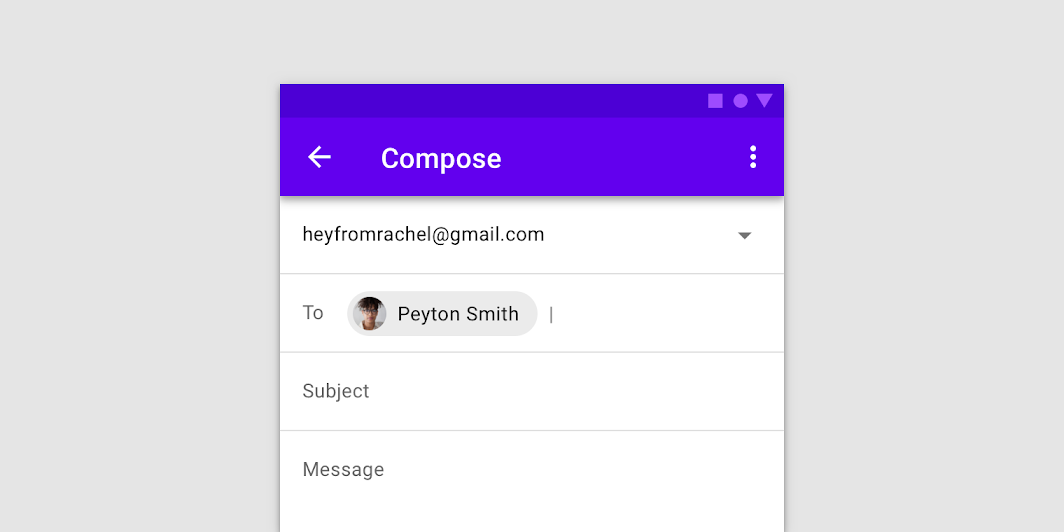 Compose
heyfromrachel@gmail.com
To Peyton Smith
Subject
Message